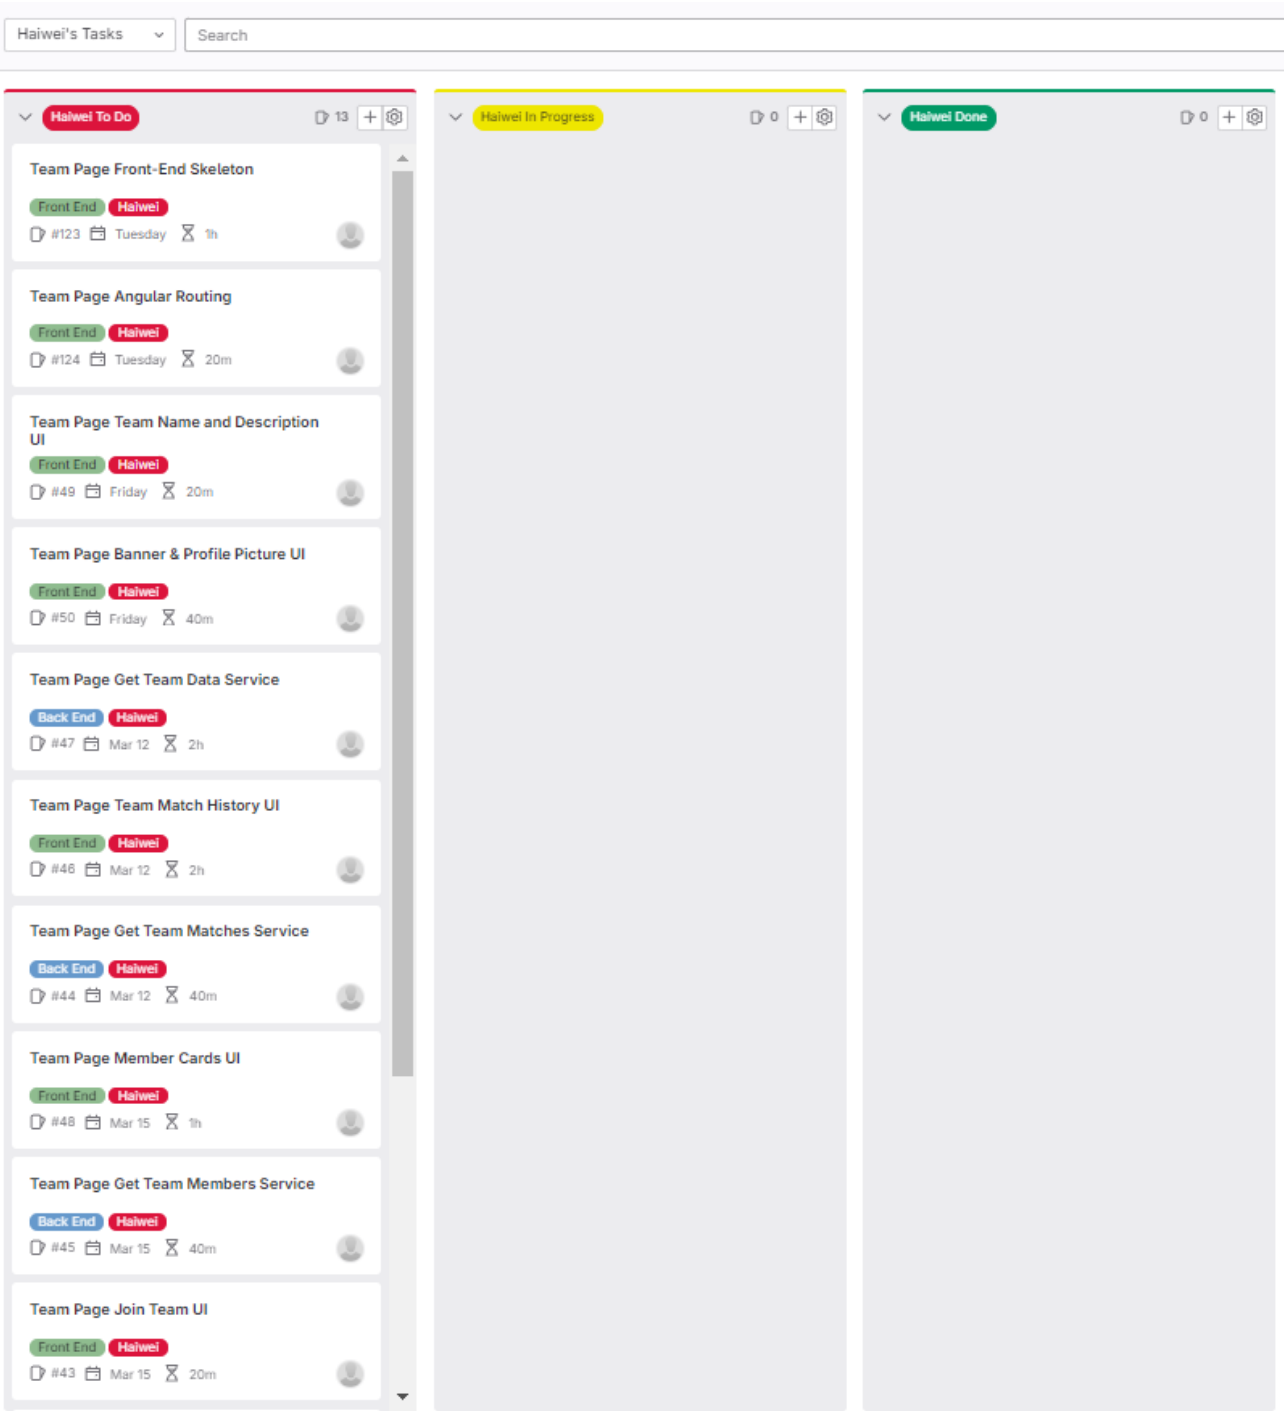 Haiwei's Tasks
Search
Haiwei To Do
13
Haiwei In Progress
0
Haiwei Done
0
Team Page Front-End Skeleton
Front End Haiwei
#123 Tuesday 1h
Team Page Angular Routing
Front End Haiwei
#124 Tuesday 20m
Team Page Team Name and Description
UI
Front End Haiwei
#49 Friday 20m
Team Page Banner & Profile Picture UI
Front End Haiwei
#50 Friday 40m
Team Page Get Team Data Service
Back End Haiwei
#47 Mar 12 2h
Team Page Team Match History UI
Front End Haiwei
#46 Mar 12 2h
Team Page Get Team Matches Service
Back End Haiwei
#44 Mar 12 40m
Team Page Member Cards UI
Front End Haiwei
#48 Mar 15 1h
Team Page Get Team Members Service
Back End Haiwei
#45 Mar 15 40m
Team Page Join Team UI
Front End Haiwei
#43 Mar 15 20m